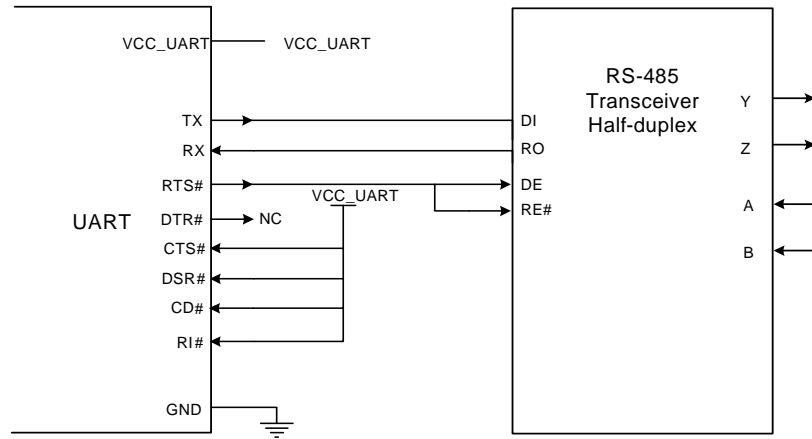 VCC_UART
VCC_UART
RS-485
Transceiver
Half-duplex
Y
TX
DI
RX
RO
Z
RTS#
DE
VCC_UART
RE#
A
UART
DTR#
NC
CTS#
B
DSR#
CD#
RI#
GND